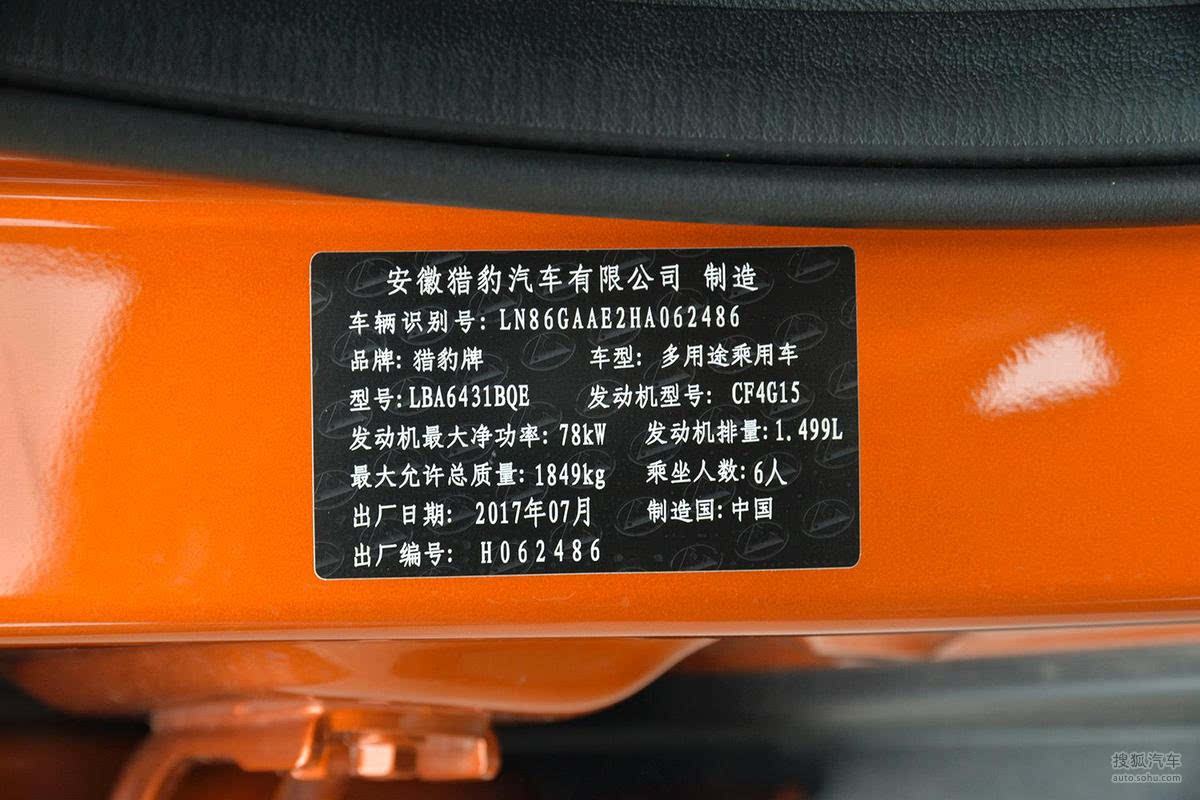 安徽猎豹汽车有限公司 制造
车辆识别号: LN86GAAE2HA062486
品牌: 猎豹牌 车型: 多用途乘用车
型号: LBA6431BQE 发动机型号: CF4G15
发动机最大净功率: 78kW 发动机排量: 1.499L
最大允许总质量: 1849kg 乘坐人数: 6人
出厂日期: 2017年07月 制造国: 中国
出厂编号: H062486
搜狐汽车
auto.sohu.com